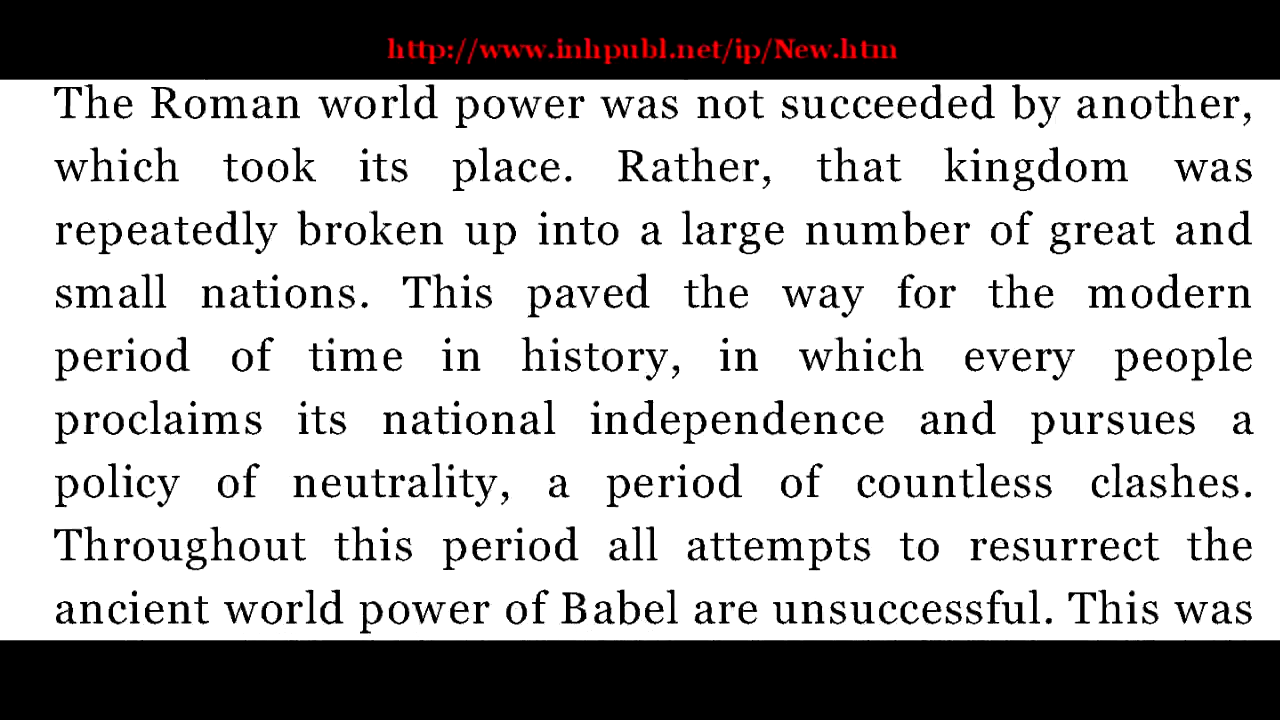 http://www.inhpubl.net/ip/New.htm
The Roman world power was not succeeded by another,
which took its place. Rather, that kingdom was
repeatedly broken up into a large number of great and
small nations. This paved the way for the modern
period of time in history, in which every people
proclaims its national independence and pursues a
policy of neutrality, a period of countless clashes.
Throughout this period all attempts to resurrect the
ancient world power of Babel are unsuccessful. This was